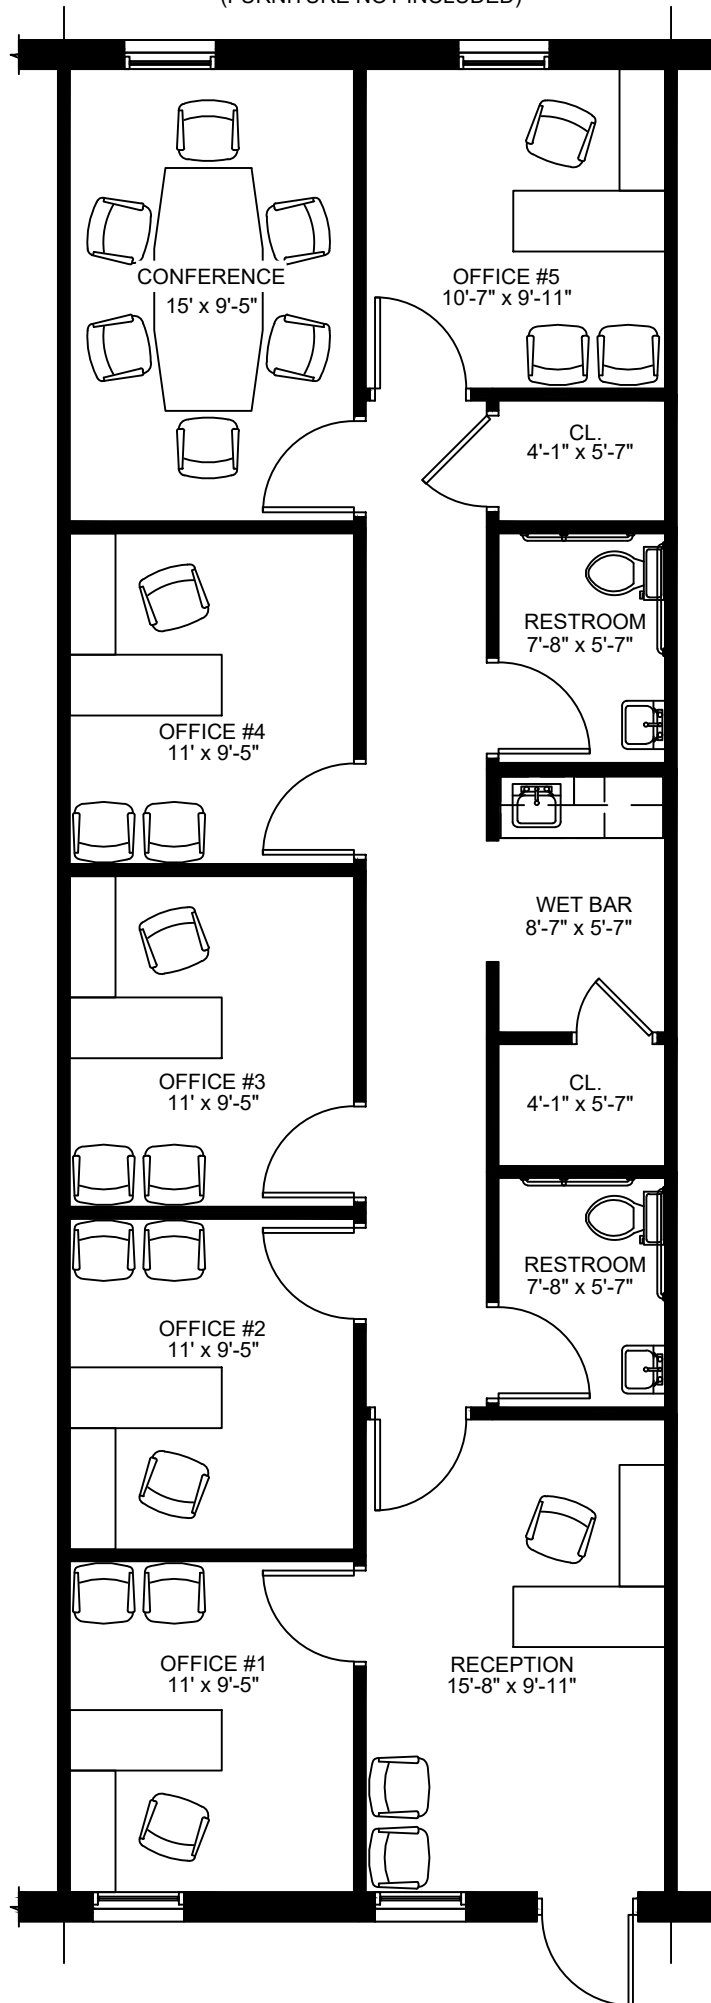 (FURNITURE NOT INCLUDED)
CONFERENCE
15' x 9'-5"
OFFICE #5
10'-7" x 9'-11"
CL.
4'-1" x 5'-7"
RESTROOM
7'-8" x 5'-7"
OFFICE #4
11' x 9'-5"
WET BAR
8'-7" x 5'-7"
OFFICE #3
11' x 9'-5"
CL.
4'-1" x 5'-7"
RESTROOM
7'-8" x 5'-7"
OFFICE #2
11' x 9'-5"
OFFICE #1
11' x 9'-5"
RECEPTION
15'-8" x 9'-11"